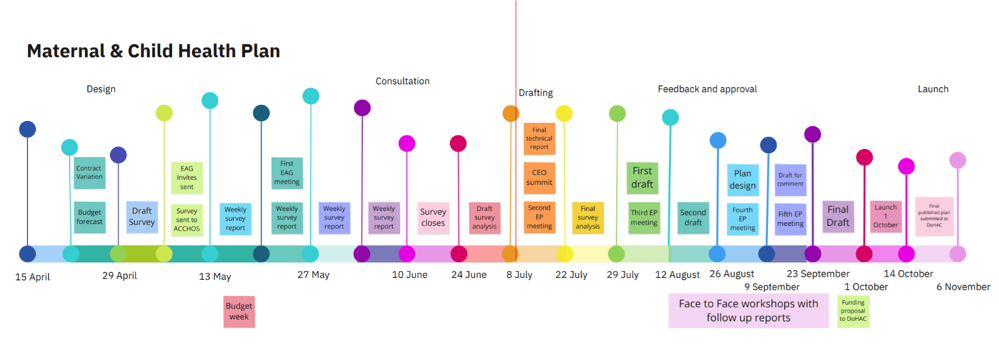 Maternal & Child Health Plan
Design
Consultation
Drafting
Feedback and approval
Launch
Contract
Variation
Budget
forecast
Draft
Survey
EAG
Invites
sent
Survey
sent to
ACCHOS
Weekly
survey
report
First
EAG
meeting
Weekly
survey
report
Weekly
survey
report
Weekly
survey
report
Survey
closes
Draft
survey
analysis
Final
technical
report
CEO
summit
Second
EP
meeting
Final
survey
analysis
First
draft
Third EP
meeting
Second
draft
Plan
design
Fourth
EP
meeting
Draft for
comment
Fifth EP
meeting
Final
Draft
Launch
1
October
Final
published plan
submitted to
DoHAC
15 April
29 April
13 May
27 May
10 June
24 June
8 July
22 July
29 July
12 August
26 August
9 September
23 September
1 October
14 October
6 November
Budget
week
Face to Face workshops with
follow up reports
Funding
proposal
to DoHAC